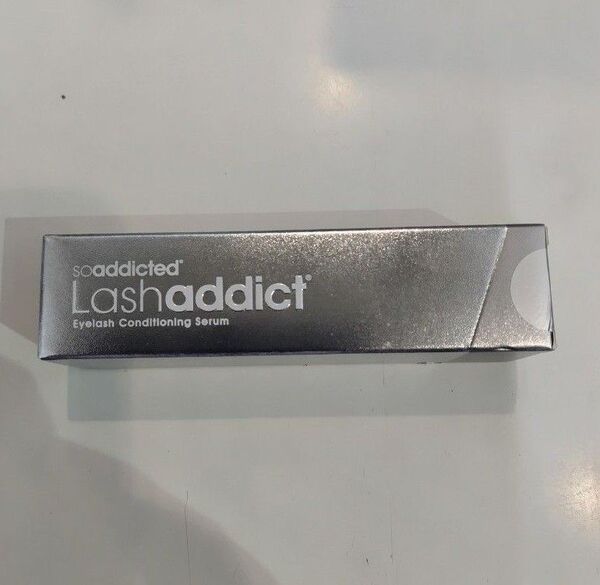 soaddicted®
Lashaddict®
Eyelash Conditioning Serum